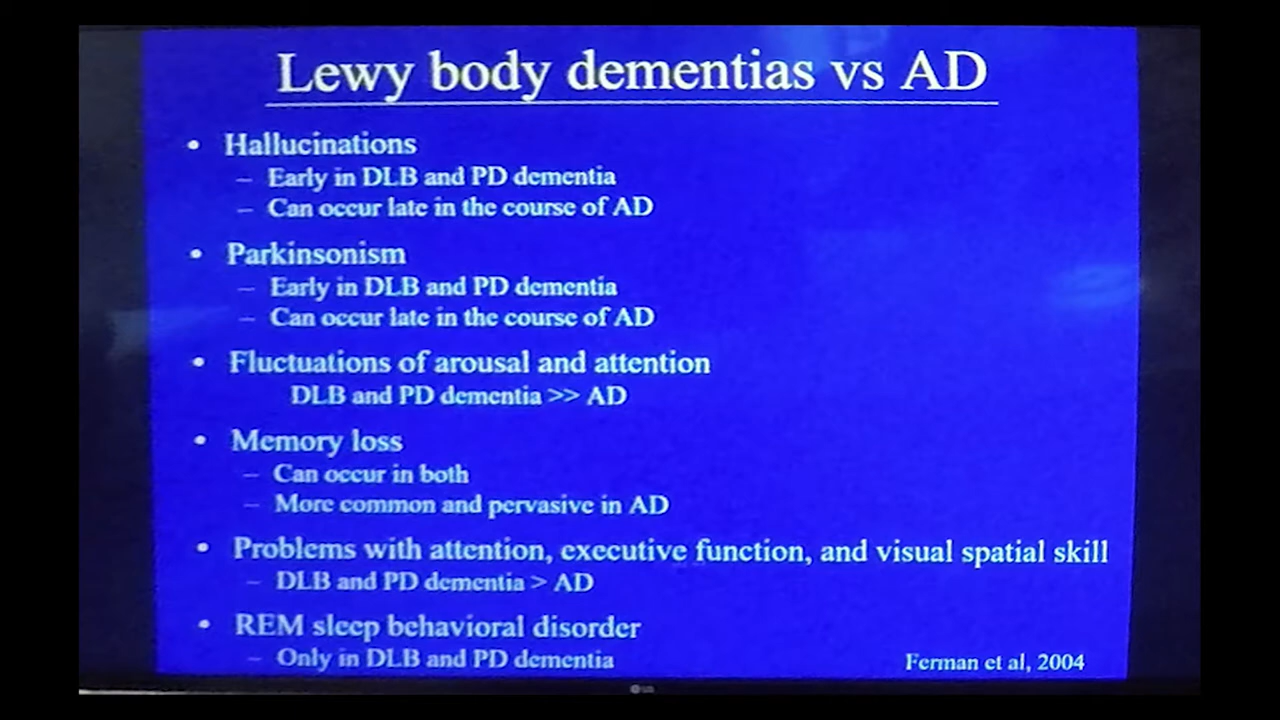 Lewy body dementias vs AD
• Hallucinations
– Early in DLB and PD dementia
– Can occur late in the course of AD
• Parkinsonism
– Early in DLB and PD dementia
– Can occur late in the course of AD
• Fluctuations of arousal and attention
DLB and PD dementia >> AD
• Memory loss
– Can occur in both
– More common and pervasive in AD
• Problems with attention, executive function, and visual spatial skill
– DLB and PD dementia > AD
• REM sleep behavioral disorder
– Only in DLB and PD dementia
Ferman et al, 2004
LG